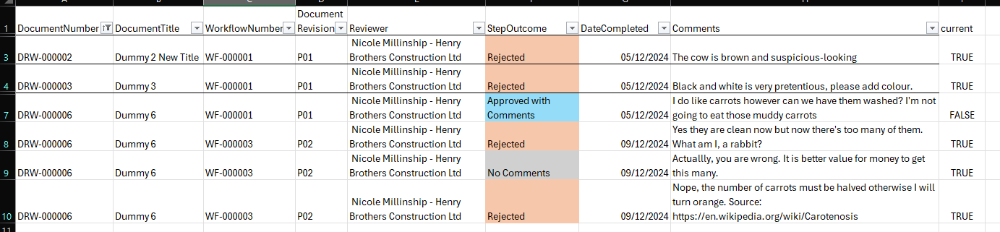 A B C D E F G H I
Document
1 DocumentNumber DocumentTitle WorkflowNumber Revision Reviewer StepOutcome DateCompleted Comments current
Nicole Millinship - Henry
3 DRW-000002 Dummy 2 New Title WF-000001 P01 Brothers Construction Ltd Rejected 05/12/2024 The cow is brown and suspicious-looking TRUE
Nicole Millinship - Henry
4 DRW-000003 Dummy 3 WF-000001 P01 Brothers Construction Ltd Rejected 05/12/2024 Black and white is very pretentious, please add colour. TRUE
Nicole Millinship - Henry Approved with I do like carrots however can we have them washed? I'm not
7 DRW-000006 Dummy 6 WF-000001 P01 Brothers Construction Ltd Comments 05/12/2024 going to eat those muddy carrots FALSE
Nicole Millinship - Henry Yes they are clean now but now there's too many of them.
8 DRW-000006 Dummy 6 WF-000003 P02 Brothers Construction Ltd Rejected 09/12/2024 What am I, a rabbit? TRUE
Nicole Millinship - Henry Actuallly, you are wrong. It is better value for money to get
9 DRW-000006 Dummy 6 WF-000003 P02 Brothers Construction Ltd No Comments 09/12/2024 this many. TRUE
Nope, the number of carrots must be halved otherwise I will
Nicole Millinship - Henry turn orange. Source:
10 DRW-000006 Dummy 6 WF-000003 P02 Brothers Construction Ltd Rejected 09/12/2024 https://en.wikipedia.org/wiki/Carotenosis TRUE
11